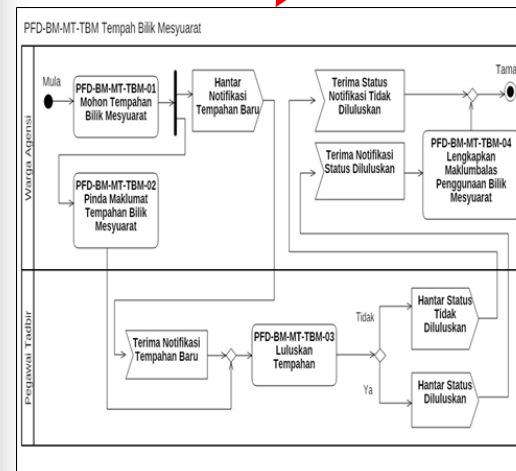 PFD-BM-MT-TBM Tempah Bilik Mesyuarat
Warga Agensi
Mula
PFD-BM-MT-TBM-01
Mohon Tempahan
Bilik Mesyuarat
Hantar
Notifikasi
Tempahan Baru
Terima Status
Notifikasi Tidak
Diluluskan
Tama
PFD-BM-MT-TBM-02
Pinda Maklumat
Tempahan Bilik
Mesyuarat
Terima Notifikasi
Status Diluluskan
PFD-BM-MT-TBM-04
Lengkapkan
Maklumbalas
Penggunaan Bilik
Mesyuarat
Pegawai Tadbir
Terima Notifikasi
Tempahan Baru
PFD-BM-MT-TBM-03
Luluskan
Tempahan
Tidak
Hantar Status
Tidak
Diluluskan
Ya
Hantar Status
Diluluskan